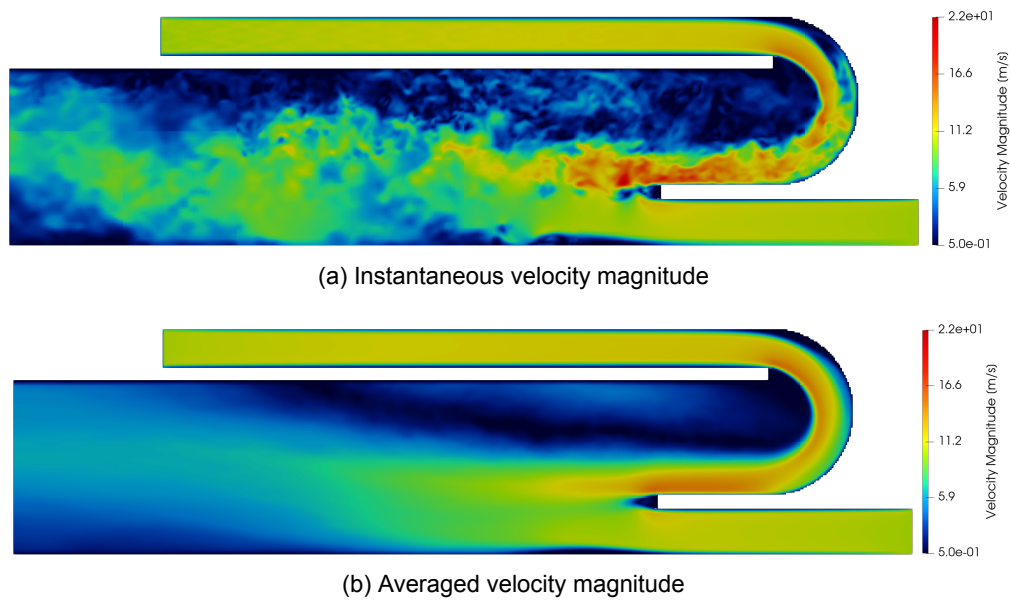 2.2e+01
16.6
11.2
5.9
5.0e-01
Velocity Magnitude (m/s)
(a) Instantaneous velocity magnitude
2.2e+01
16.6
11.2
5.9
5.0e-01
Velocity Magnitude (m/s)
(b) Averaged velocity magnitude